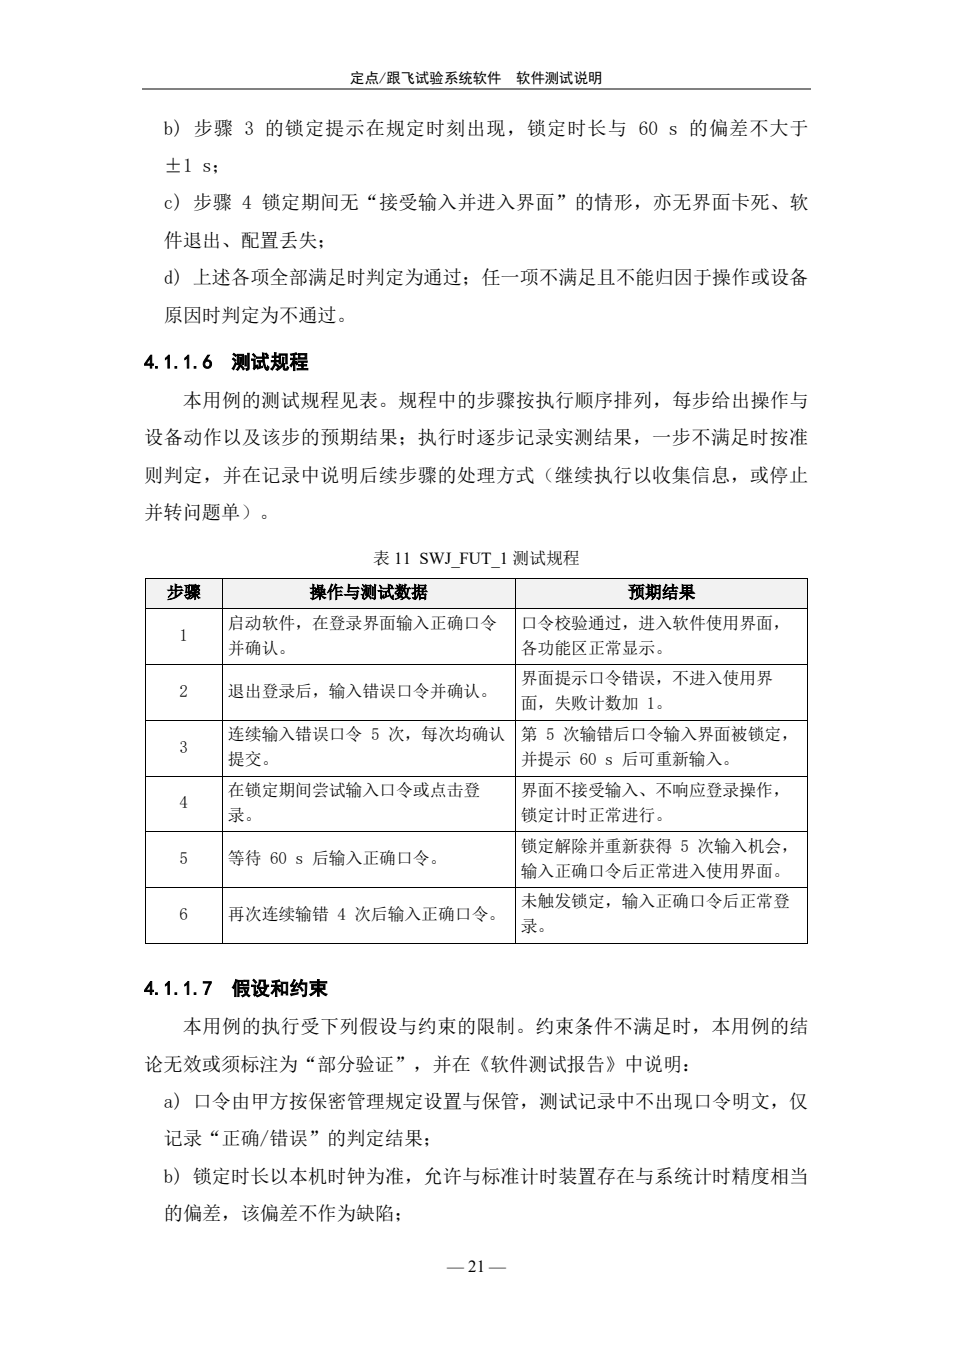 定点/跟飞试验系统软件　软件测试说明
b) 步骤 3 的锁定提示在规定时刻出现，锁定时长与 60 s 的偏差不大于
±1 s；
c) 步骤 4 锁定期间无“接受输入并进入界面”的情形，亦无界面卡死、软
件退出、配置丢失；
d) 上述各项全部满足时判定为通过；任一项不满足且不能归因于操作或设备
原因时判定为不通过。
4.1.1.6 测试规程
本用例的测试规程见表。规程中的步骤按执行顺序排列，每步给出操作与
设备动作以及该步的预期结果；执行时逐步记录实测结果，一步不满足时按准
则判定，并在记录中说明后续步骤的处理方式（继续执行以收集信息，或停止
并转问题单）。
表 11 SWJ_FUT_1 测试规程
步骤 操作与测试数据 预期结果
1 启动软件，在登录界面输入正确口令 口令校验通过，进入软件使用界面，
并确认。 各功能区正常显示。
2 退出登录后，输入错误口令并确认。 界面提示口令错误，不进入使用界
面，失败计数加 1。
3 连续输入错误口令 5 次，每次均确认 第 5 次输错后口令输入界面被锁定，
提交。 并提示 60 s 后可重新输入。
4 在锁定期间尝试输入口令或点击登 界面不接受输入、不响应登录操作，
录。 锁定计时正常进行。
5 等待 60 s 后输入正确口令。 锁定解除并重新获得 5 次输入机会，
输入正确口令后正常进入使用界面。
6 再次连续输错 4 次后输入正确口令。 未触发锁定，输入正确口令后正常登
录。
4.1.1.7 假设和约束
本用例的执行受下列假设与约束的限制。约束条件不满足时，本用例的结
论无效或须标注为“部分验证”，并在《软件测试报告》中说明：
a) 口令由甲方按保密管理规定设置与保管，测试记录中不出现口令明文，仅
记录“正确/错误”的判定结果；
b) 锁定时长以本机时钟为准，允许与标准计时装置存在与系统计时精度相当
的偏差，该偏差不作为缺陷；
— 21 —